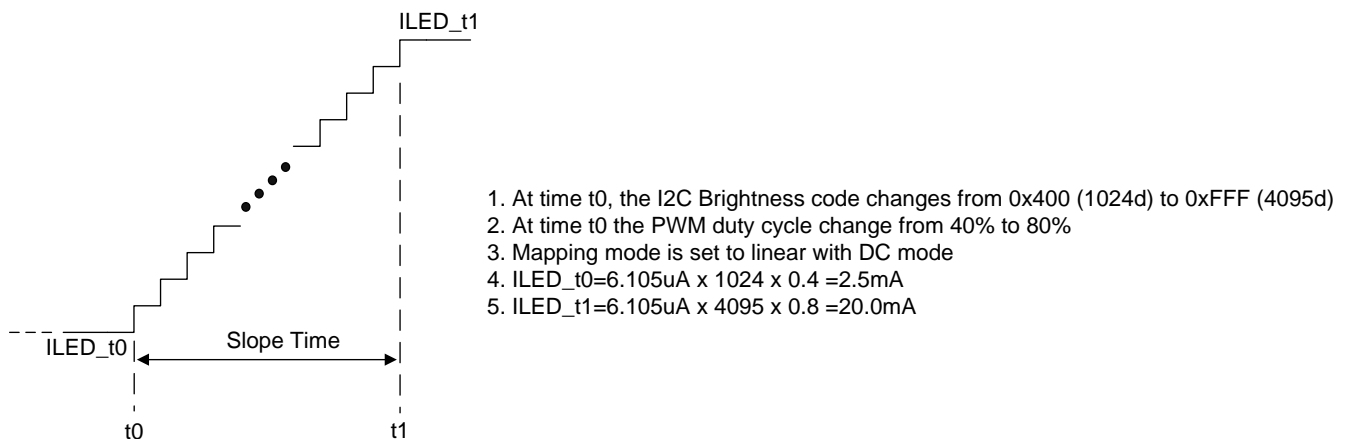 ILED_t1
1. At time t0, the I2C Brightness code changes from 0x400 (1024d) to 0xFFF (4095d)
2. At time t0 the PWM duty cycle change from 40% to 80%
3. Mapping mode is set to linear with DC mode
4. ILED_t0=6.105uA x 1024 x 0.4 =2.5mA
5. ILED_t1=6.105uA x 4095 x 0.8 =20.0mA
ILED_t0
Slope Time
t0
t1